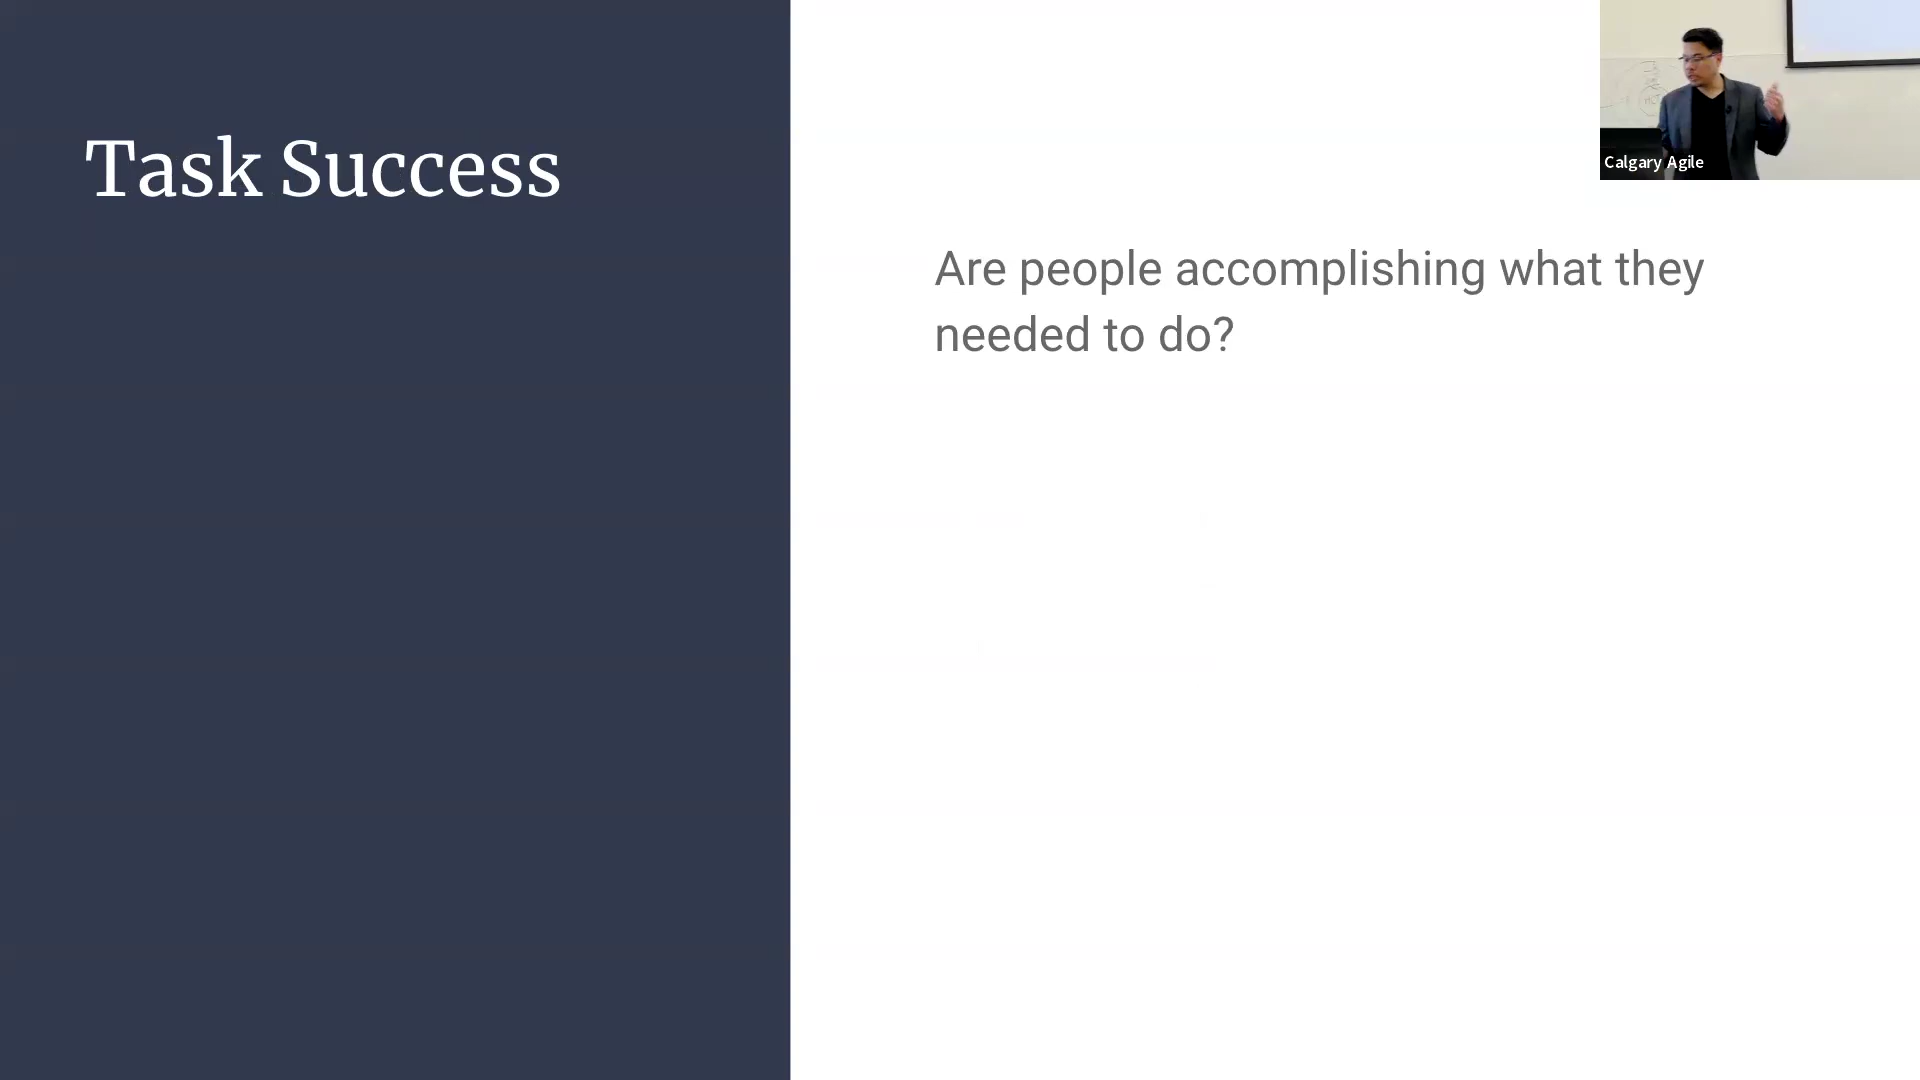 Task Success
Are people accomplishing what they
needed to do?
Calgary Agile